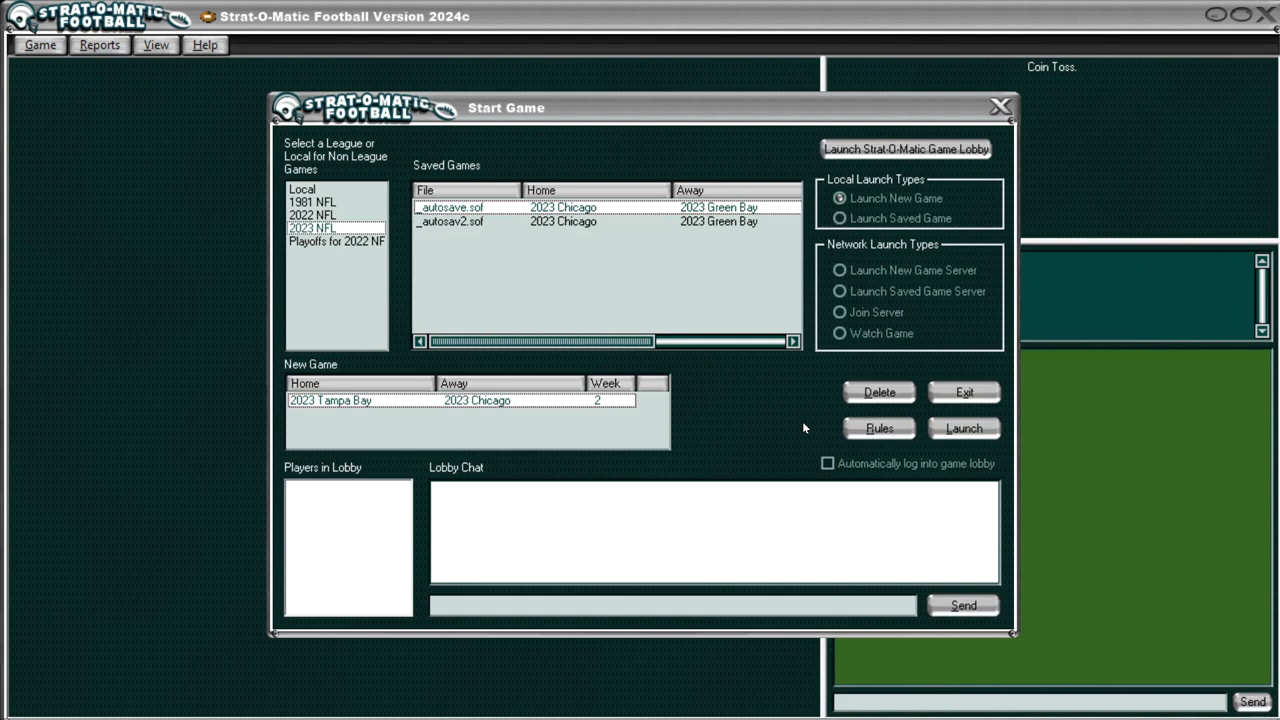 STRAT-O-MATIC
FOOTBALL
Strat-O-Matic Football Version 2024c
Game
Reports
View
Help
Coin Toss.
STRAT-O-MATIC
FOOTBALL
Start Game
Select a League or
Local for Non League
Games
Local
1981 NFL
2022 NFL
2023 NFL
Playoffs for 2022 NF
Saved Games
File Home Away
_autosave.sof 2023 Chicago 2023 Green Bay
_autosav2.sof 2023 Chicago 2023 Green Bay
Launch Strat-O-Matic Game Lobby
Local Launch Types
Launch New Game
Launch Saved Game
Network Launch Types
Launch New Game Server
Launch Saved Game Server
Join Server
Watch Game
New Game
Home Away Week
2023 Tampa Bay 2023 Chicago 2
Delete
Exit
Rules
Launch
Automatically log into game lobby
Players in Lobby
Lobby Chat
Send
Send